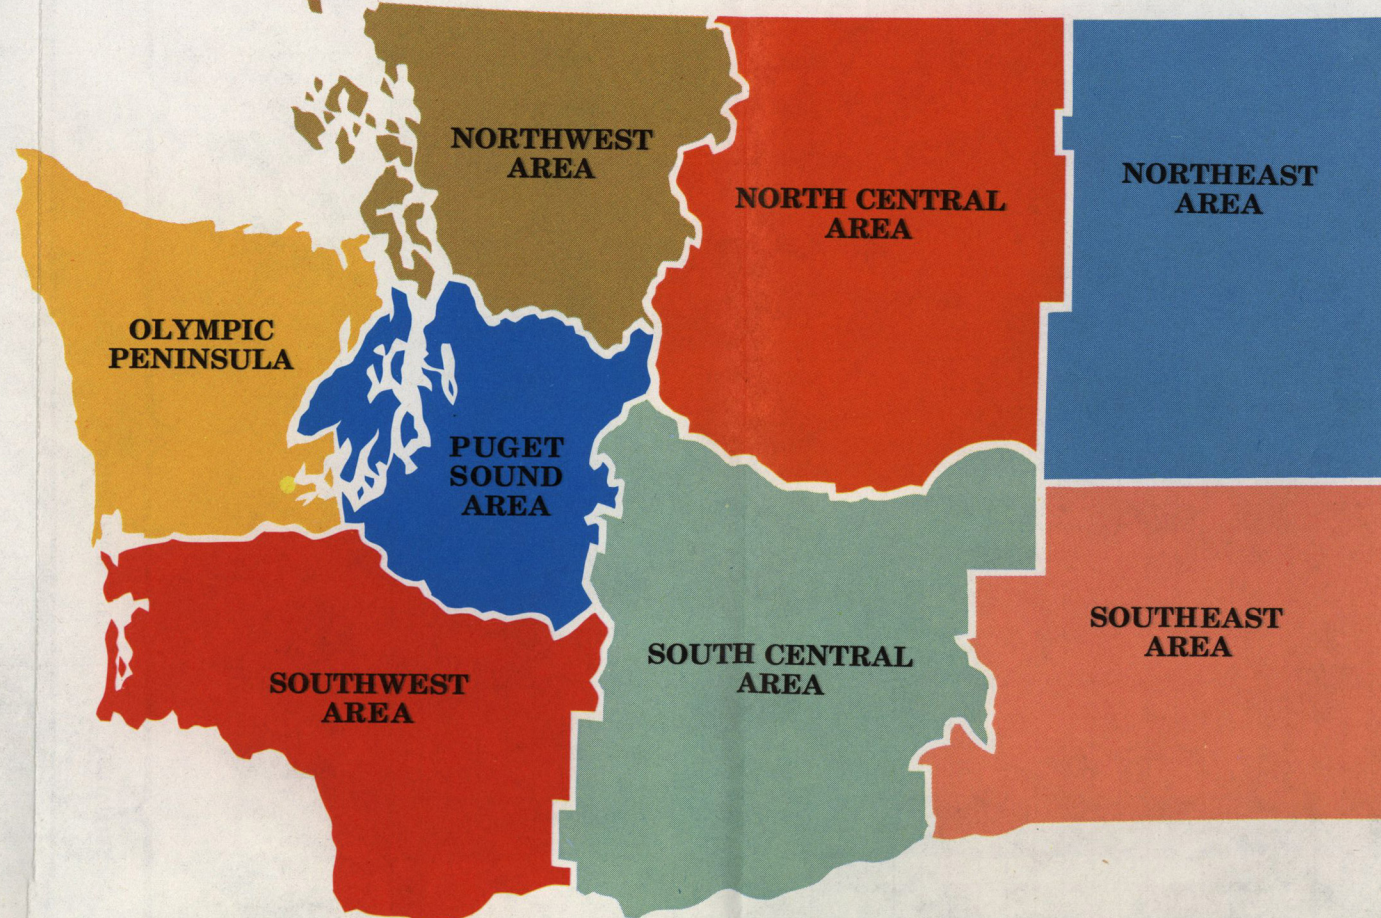 NORTHWEST
AREA
NORTH CENTRAL
AREA
NORTHEAST
AREA
OLYMPIC
PENINSULA
PUGET
SOUND
AREA
SOUTHWEST
AREA
SOUTH CENTRAL
AREA
SOUTHEAST
AREA